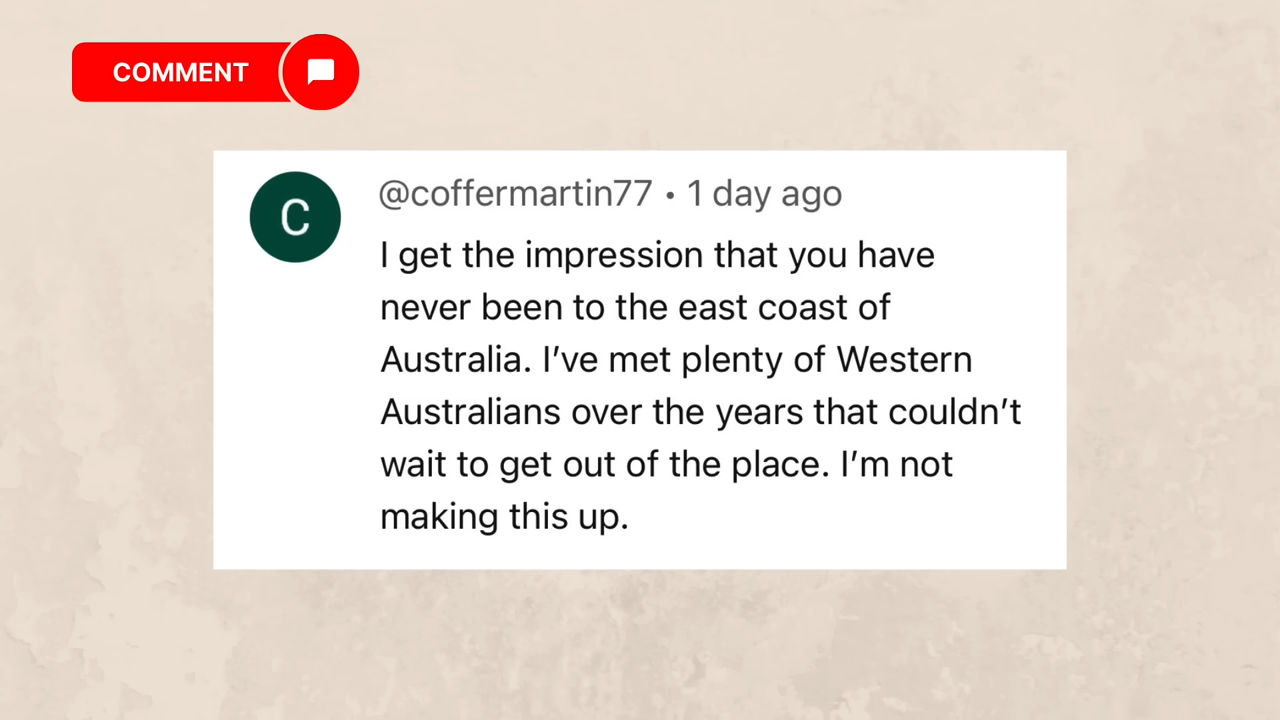 COMMENT
C
@coffermartin77 • 1 day ago
I get the impression that you have
never been to the east coast of
Australia. I’ve met plenty of Western
Australians over the years that couldn’t
wait to get out of the place. I’m not
making this up.